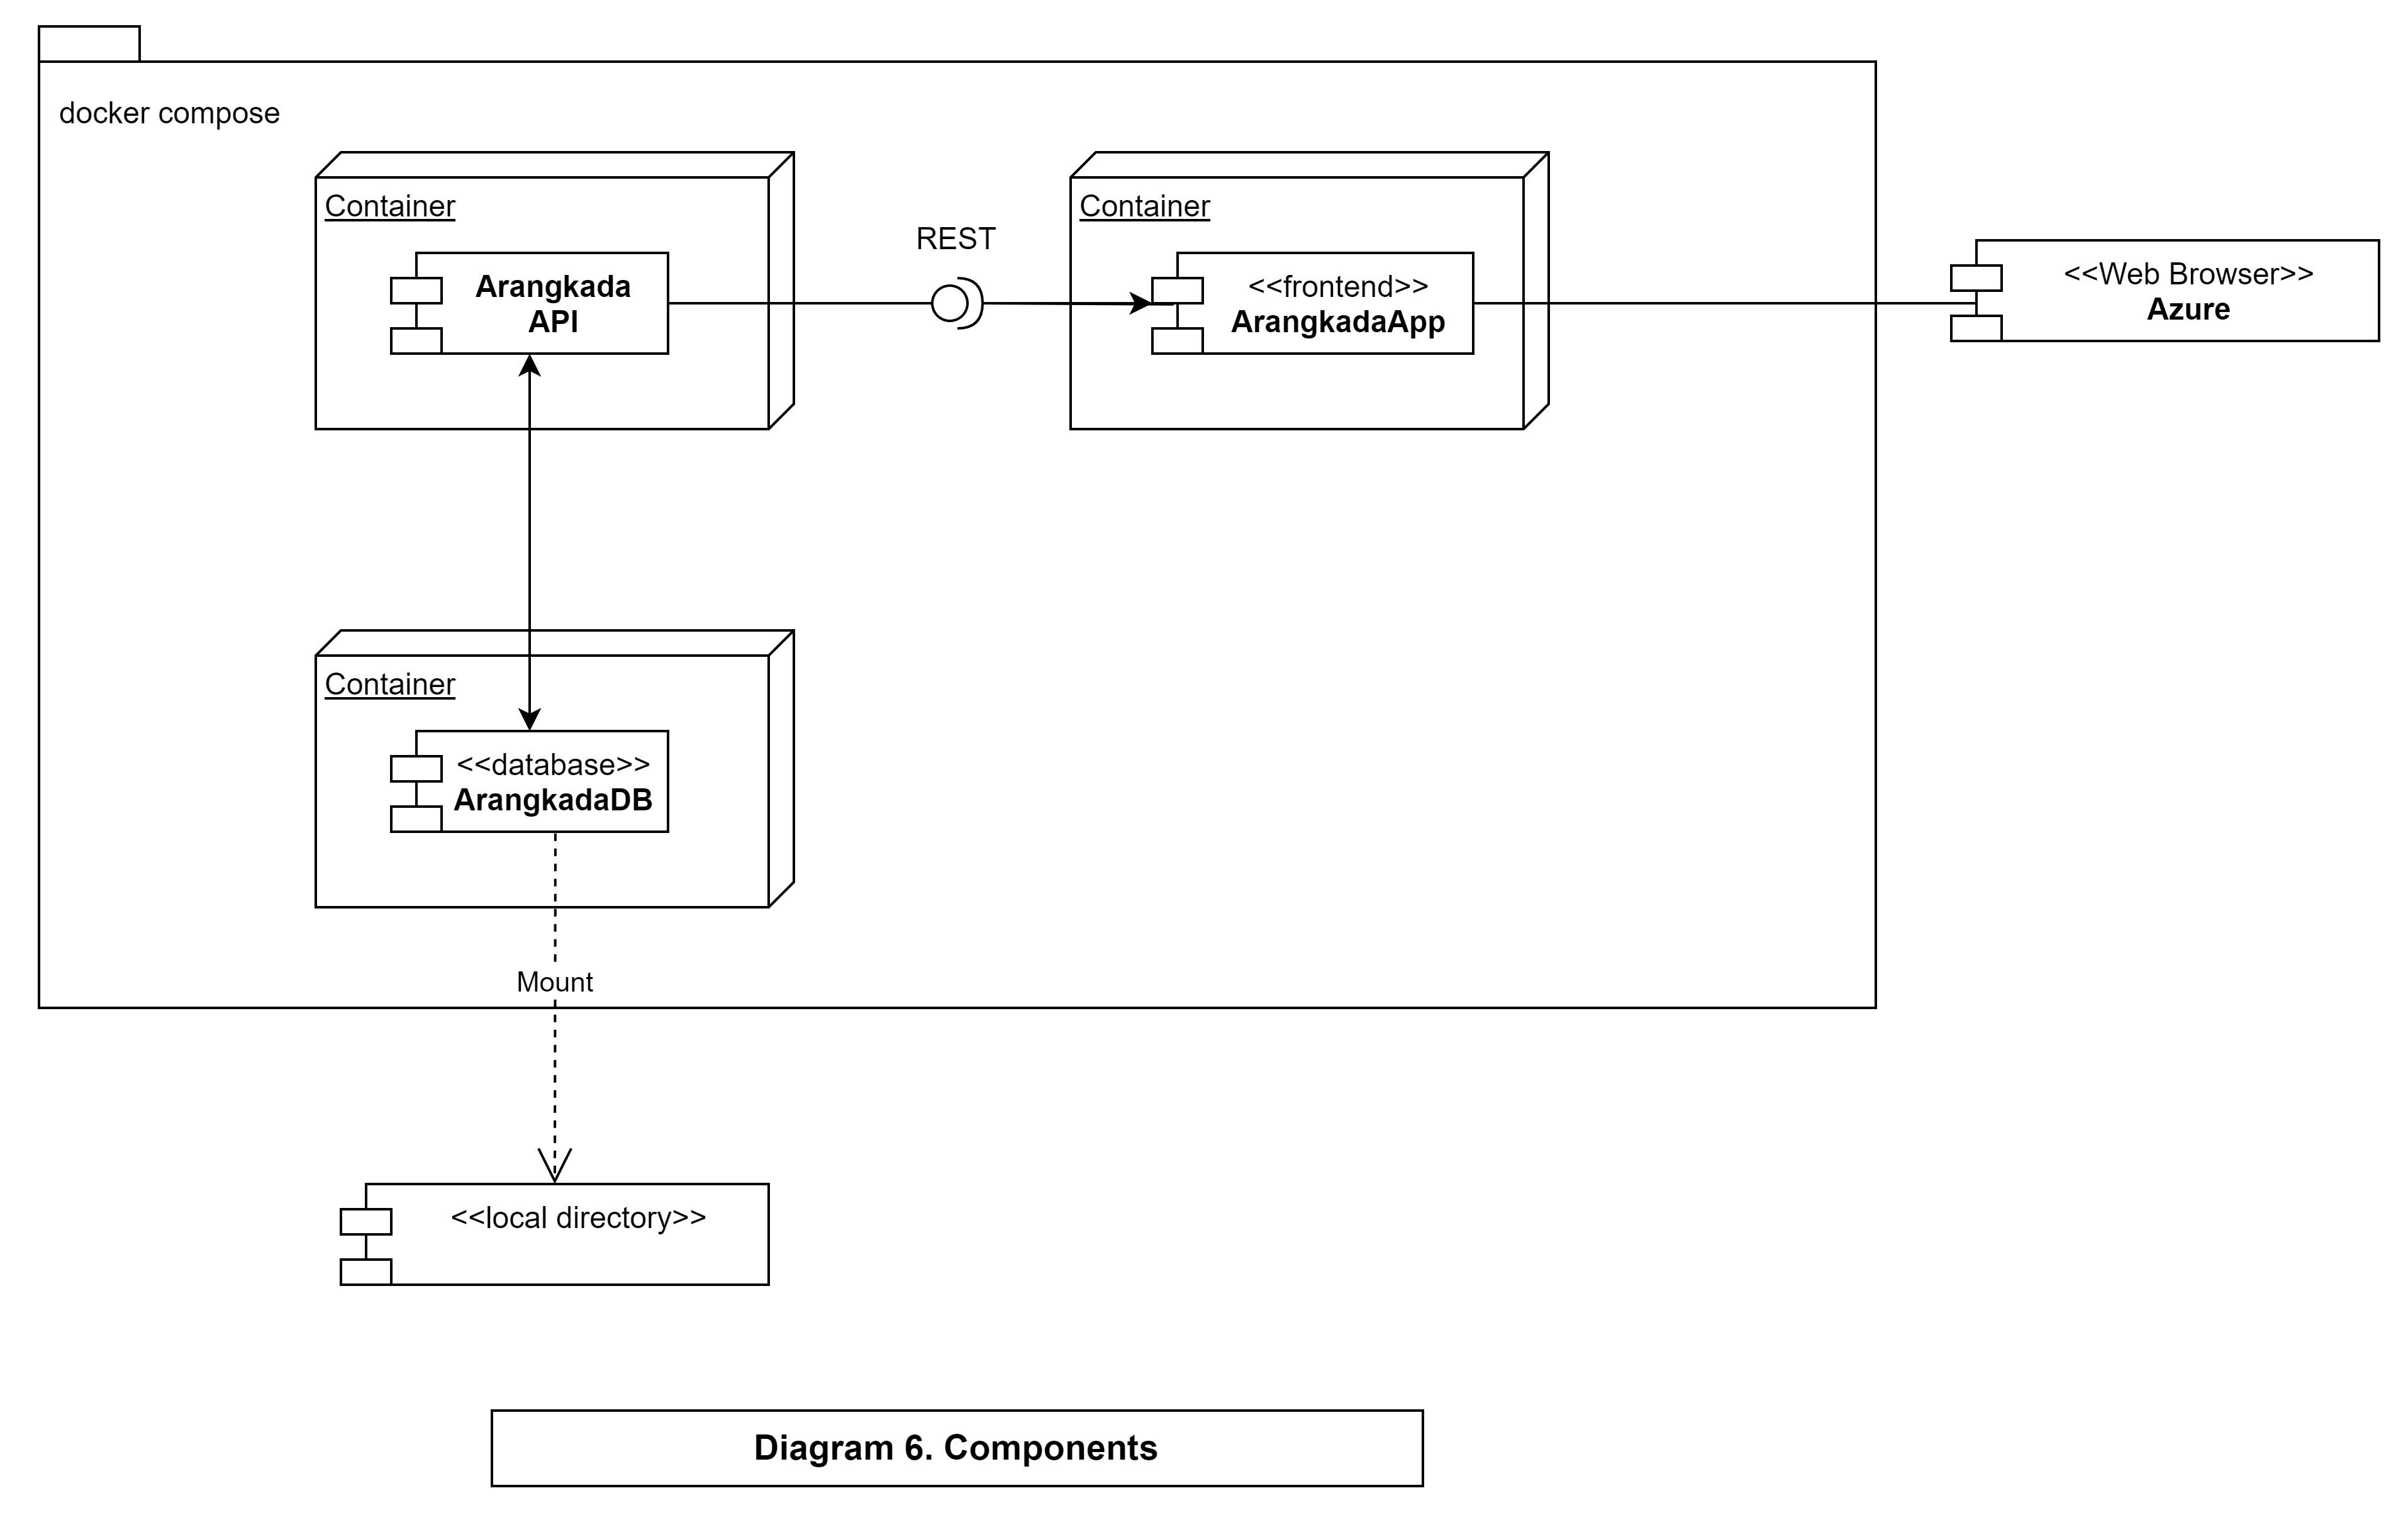 docker compose
Container
Arangkada
API
REST
Container
<<frontend>>
ArangkadaApp
<<Web Browser>>
Azure
Container
<<database>>
ArangkadaDB
Mount
<<local directory>>
Diagram 6. Components